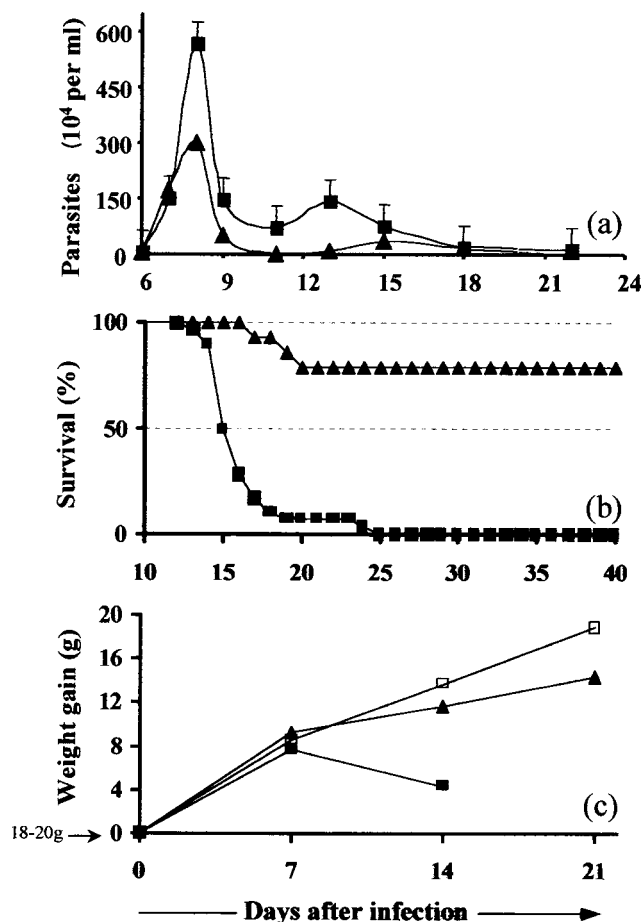 Parasites (10⁴ per ml)
600
450
300
150
0
6 9 12 15 18 21 24
(a)
Survival (%)
100
50
0
10 15 20 25 30 35 40
(b)
Weight gain (g)
20
16
12
8
4
0
18-20g →
0 7 14 21
(c)
Days after infection